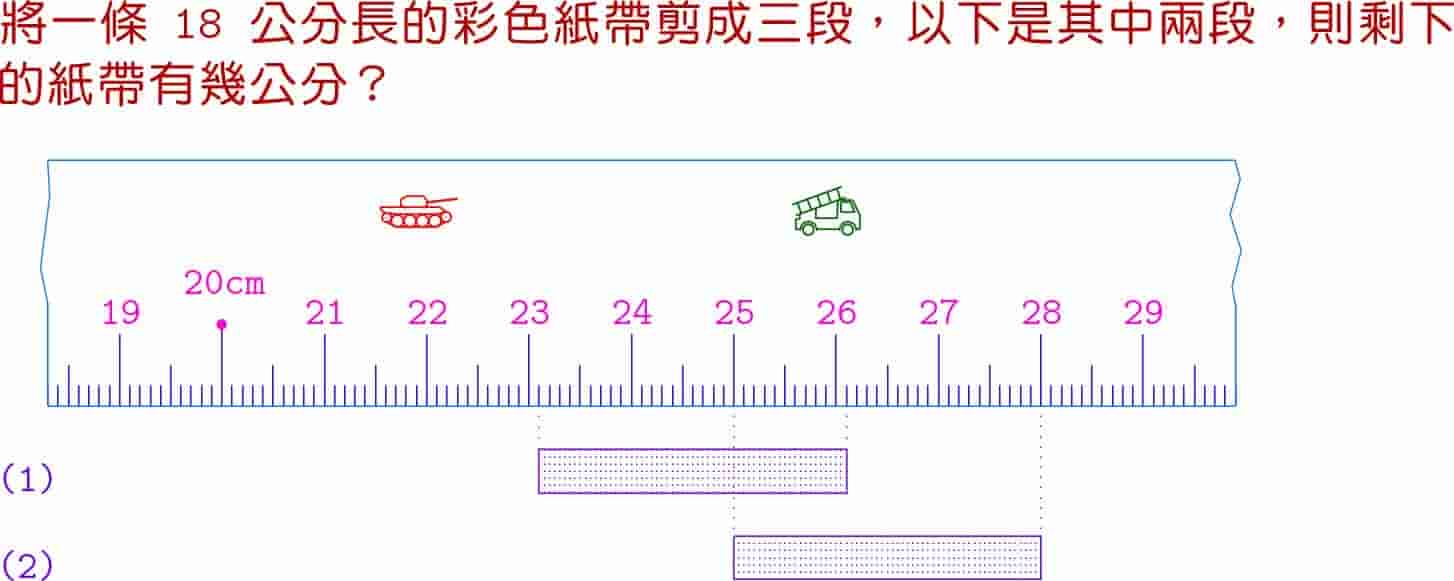 將一條 18 公分長的彩色紙帶剪成三段，以下是其中兩段，則剩下
的紙帶有幾公分？
20cm
19 21 22 23 24 25 26 27 28 29
(1)
(2)